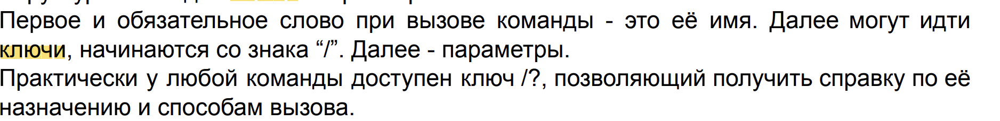 Первое и обязательное слово при вызове команды - это её имя. Далее могут идти
ключи, начинаются со знака “/”. Далее - параметры.
Практически у любой команды доступен ключ /?, позволяющий получить справку по её
назначению и способам вызова.